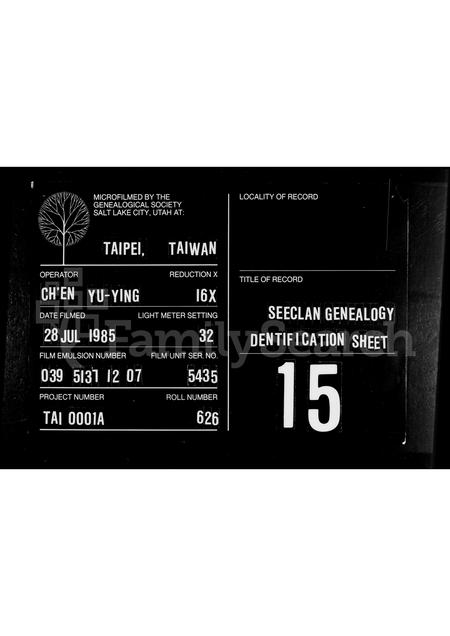 MICROFILMED BY THE
GENEALOGICAL SOCIETY
SALT LAKE CITY, UTAH AT:
TAIPEI, TAIWAN
OPERATOR REDUCTION X
CH'EN YU-YING 16X
DATE FILMED LIGHT METER SETTING
28 JUL 1985 32
FILM EMULSION NUMBER FILM UNIT SER. NO.
039 5131 12 07 5435
PROJECT NUMBER ROLL NUMBER
TAI 0001A 626
LOCALITY OF RECORD
TITLE OF RECORD
SEECLAN GENEALOGY
DENTIFICATION SHEET
15
FamilySearch